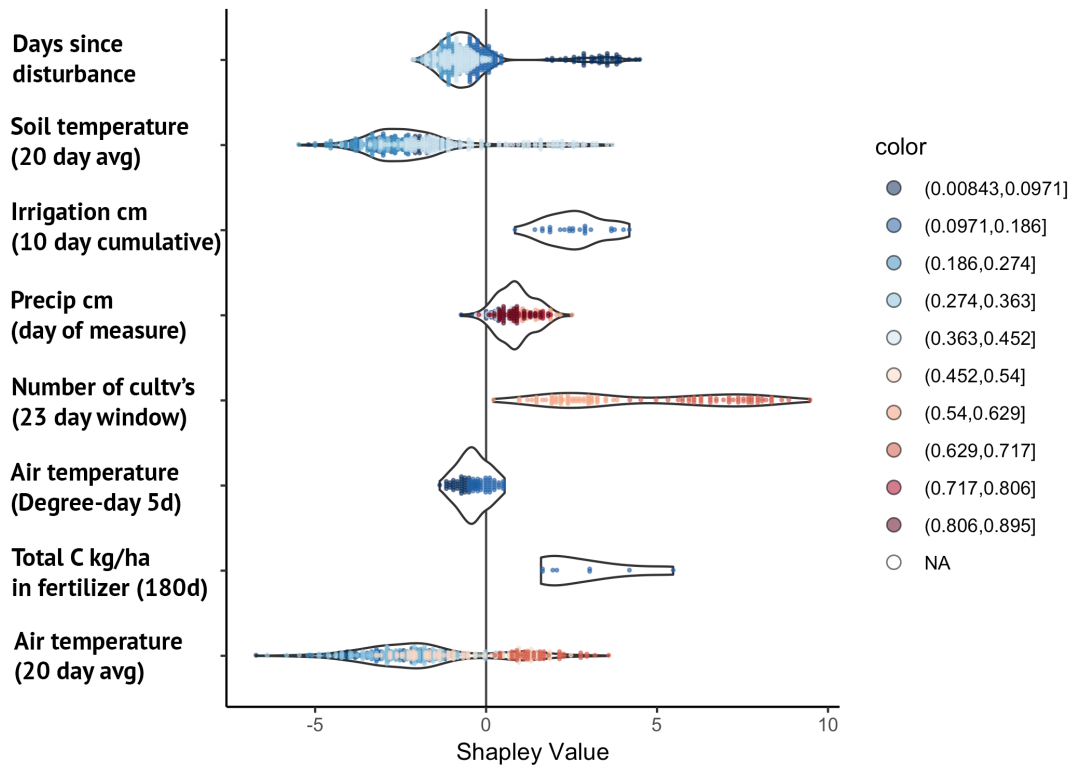 Days since
disturbance
Soil temperature
(20 day avg)
Irrigation cm
(10 day cumulative)
Precip cm
(day of measure)
Number of cultv’s
(23 day window)
Air temperature
(Degree-day 5d)
Total C kg/ha
in fertilizer (180d)
Air temperature
(20 day avg)
-5
0
5
10
Shapley Value
color
(0.00843,0.0971]
(0.0971,0.186]
(0.186,0.274]
(0.274,0.363]
(0.363,0.452]
(0.452,0.54]
(0.54,0.629]
(0.629,0.717]
(0.717,0.806]
(0.806,0.895]
NA